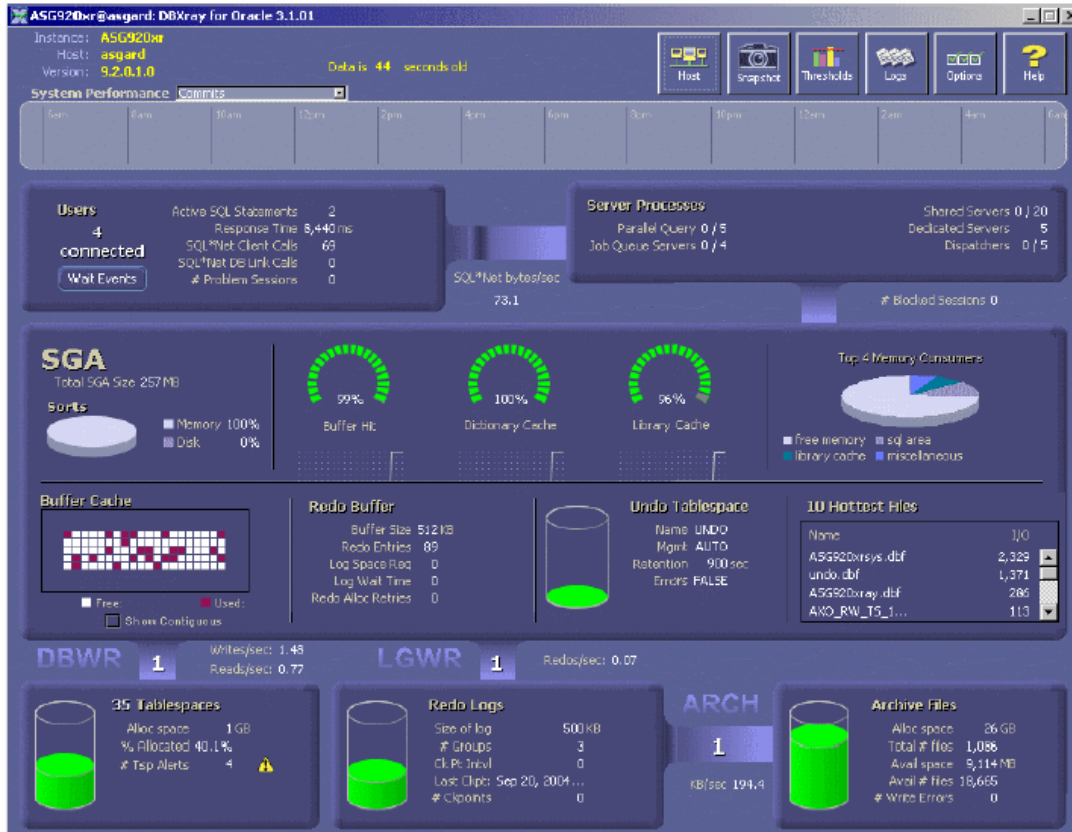 ASG920xr@asgard: DBXray for Oracle 3.1.01
Instance: ASG920xr
Host: asgard
Version: 9.2.0.1.0
Data is 44 seconds old
Host
Snapshot
Thresholds
Logs
Options
Help
System Performance Commits
6am 8am 10am 12pm 2pm 4pm 6pm 8pm 10pm 12am 2am 4am 6am
Users
4
connected
Wait Events
Active SQL Statements 2
Response Time 8,440 ms
SQL*Net Client Calls 69
SQL*Net DB Link Calls 0
# Problem Sessions 0
SQL*Net bytes/sec
73.1
Server Processes
Parallel Query 0 / 5
Job Queue Servers 0 / 4
Shared Servers 0 / 20
Dedicated Servers 5
Dispatchers 0 / 5
# Blocked Sessions 0
SGA
Total SGA Size 257 MB
Sorts
Memory 100%
Disk 0%
99%
Buffer Hit
100%
Dictionary Cache
96%
Library Cache
Top 4 Memory Consumers
free memory
sql area
library cache
miscellaneous
Buffer Cache
Free:
Used:
Show Contiguous
Redo Buffer
Buffer Size 512 KB
Redo Entries 89
Log Space Req 0
Log Wait Time 0
Redo Alloc Retries 0
Undo Tablespace
Name UNDO
Mgmt AUTO
Retention 900 sec
Errors FALSE
10 Hottest Files
Name I/O
ASG920xrsys.dbf 2,329
undo.dbf 1,371
ASG920xray.dbf 286
AXO_RW_TS_1... 113
DBWR 1
Writes/sec: 1.48
Reads/sec: 0.77
LGWR 1
Redos/sec: 0.07
35 Tablespaces
Alloc space 1 GB
% Allocated 40.1%
# Tsp Alerts 4
Redo Logs
Size of log 500 KB
# Groups 3
Ck Pt Intvl 0
Last Ckpt: Sep 20, 2004...
# Ckpoints 0
ARCH
1
KB/sec 194.4
Archive Files
Alloc space 26 GB
Total # files 1,086
Avail space 9,114 MB
Avail # files 18,665
# Write Errors 0